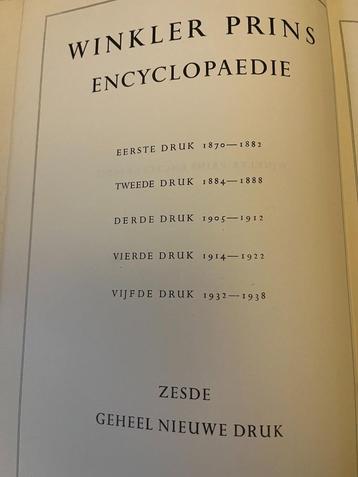 WINKLER PRINS
ENCYCLOPAEDIE
EERSTE DRUK 1870—1882
TWEEDE DRUK 1884—1888
DERDE DRUK 1905—1912
VIERDE DRUK 1914—1922
VIJFDE DRUK 1932—1938
ZESDE
GEHEEL NIEUWE DRUK